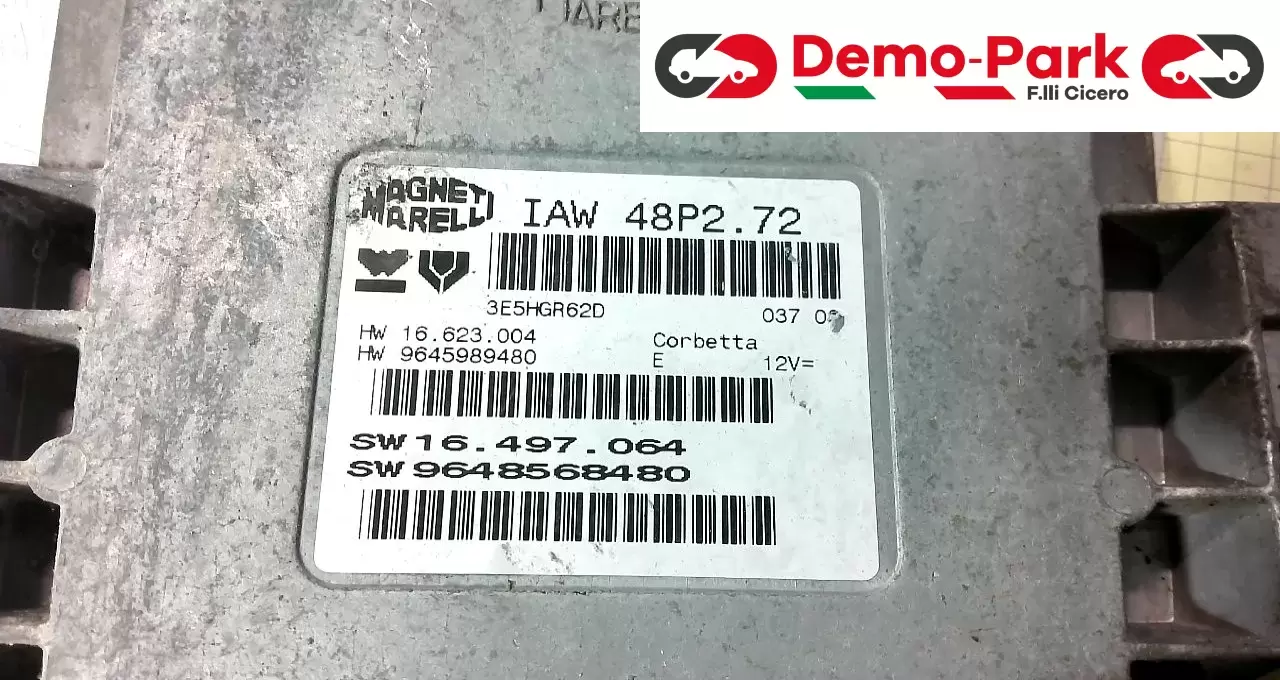 Demo-Park
F.lli Cicero
MAGNETI
MARELLI
IAW 48P2.72
3E5HGR62D
037
HW 16.623.004
Corbetta
HW 9645989480
E
12V=
SW 16.497.064
SW 9648568480